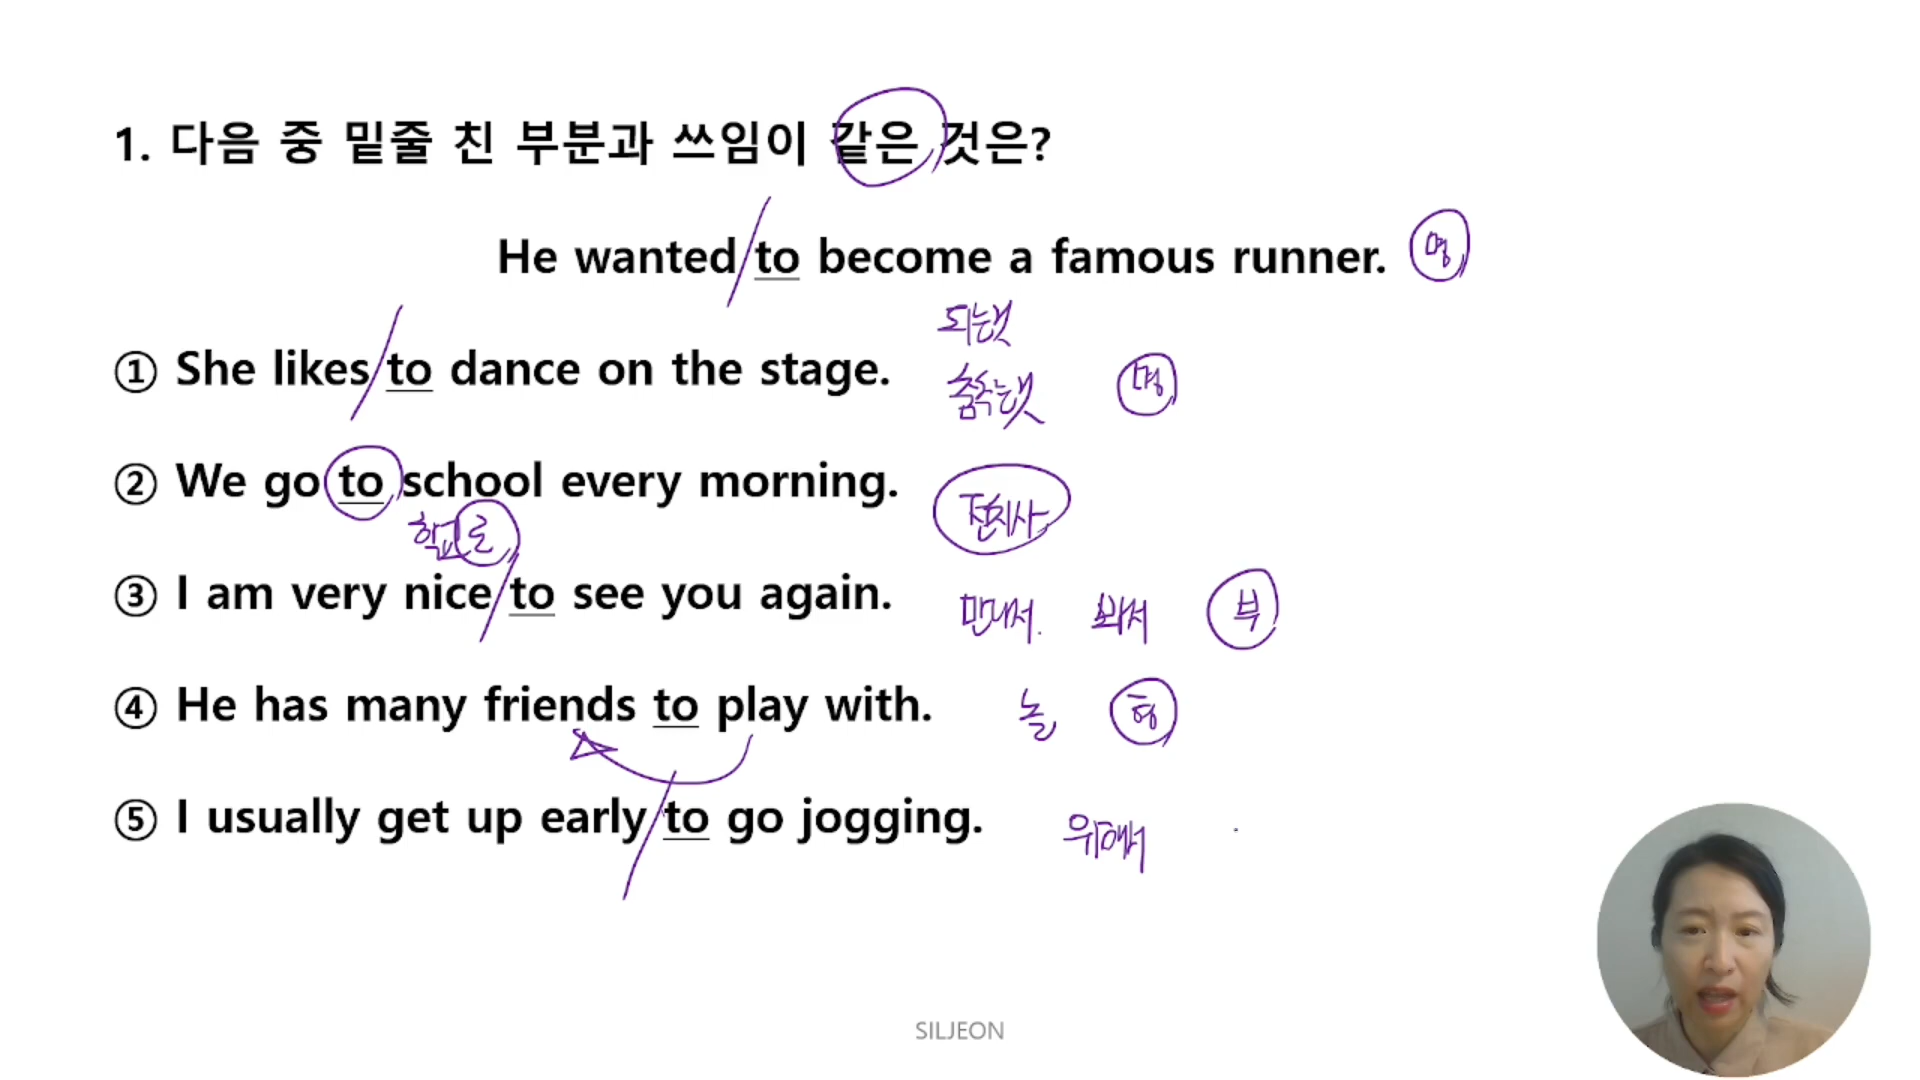 1. 다음 중 밑줄 친 부분과 쓰임이 같은 것은?
He wanted to become a famous runner. 명
되는것
① She likes to dance on the stage. 춤추는것 명
② We go to school every morning. 전치사
학교로
③ I am very nice to see you again. 만나서 봐서 부
④ He has many friends to play with. 놀 형
⑤ I usually get up early to go jogging. 위해서
SILJEON